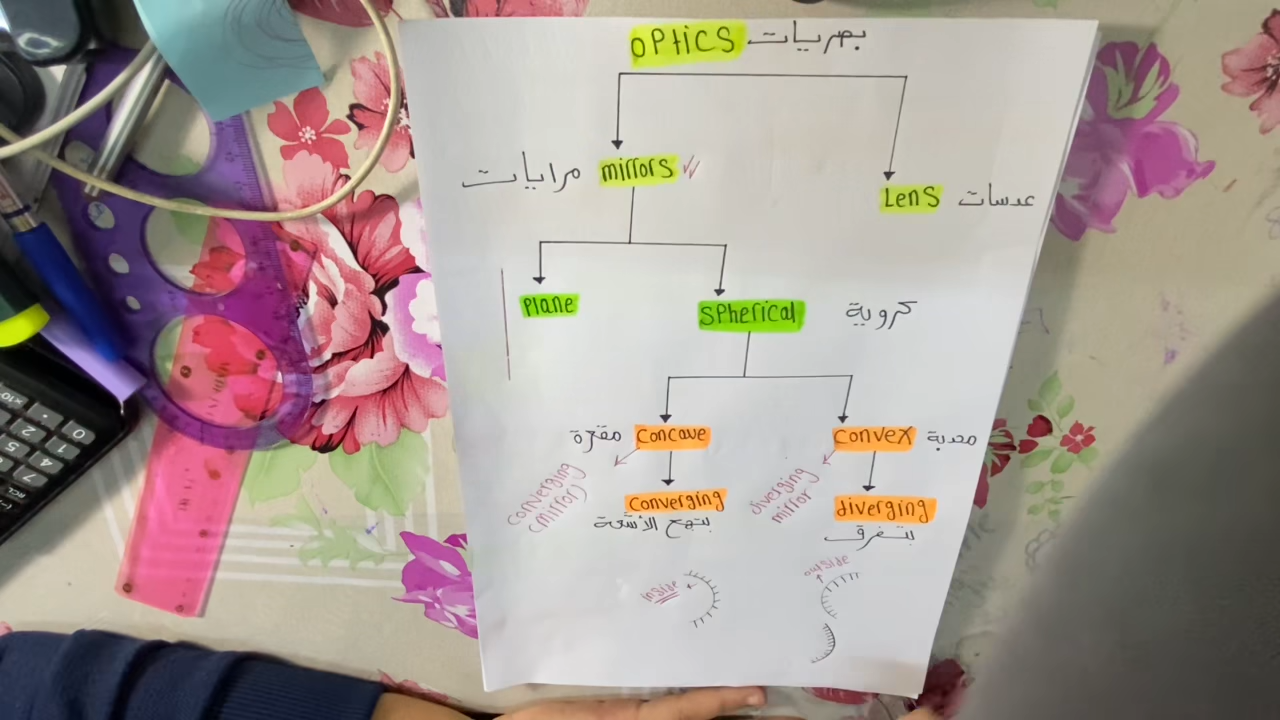 OPtiCS بصريات
mirrors مرايات
Lens عدسات
Plane
Spherical كروية
Concave مقعرة
Convex محدبة
Converging
(mirror)
diverging
mirror
Converging
بتجمع الأشعة
diverging
بتفرق
inside
outside